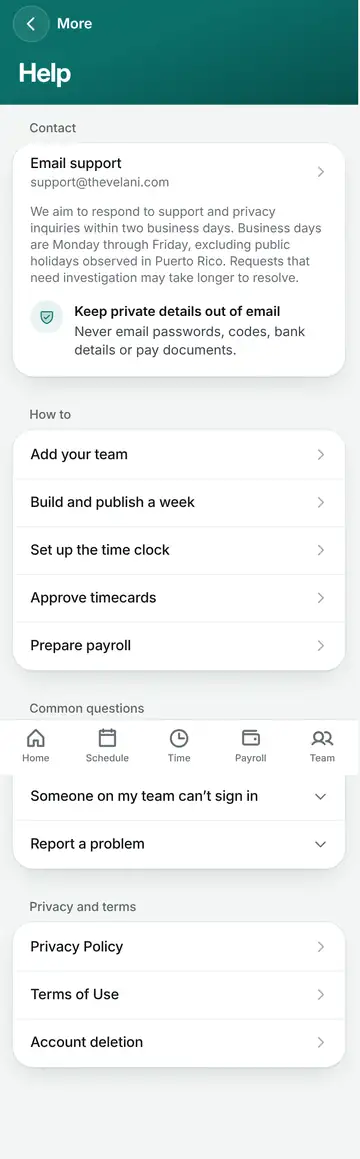 More
Help
Contact
Email support
support@thevelani.com
We aim to respond to support and privacy
inquiries within two business days. Business days
are Monday through Friday, excluding public
holidays observed in Puerto Rico. Requests that
need investigation may take longer to resolve.
Keep private details out of email
Never email passwords, codes, bank
details or pay documents.
How to
Add your team
Build and publish a week
Set up the time clock
Approve timecards
Prepare payroll
Common questions
Home
Schedule
Time
Payroll
Team
Someone on my team can’t sign in
Report a problem
Privacy and terms
Privacy Policy
Terms of Use
Account deletion